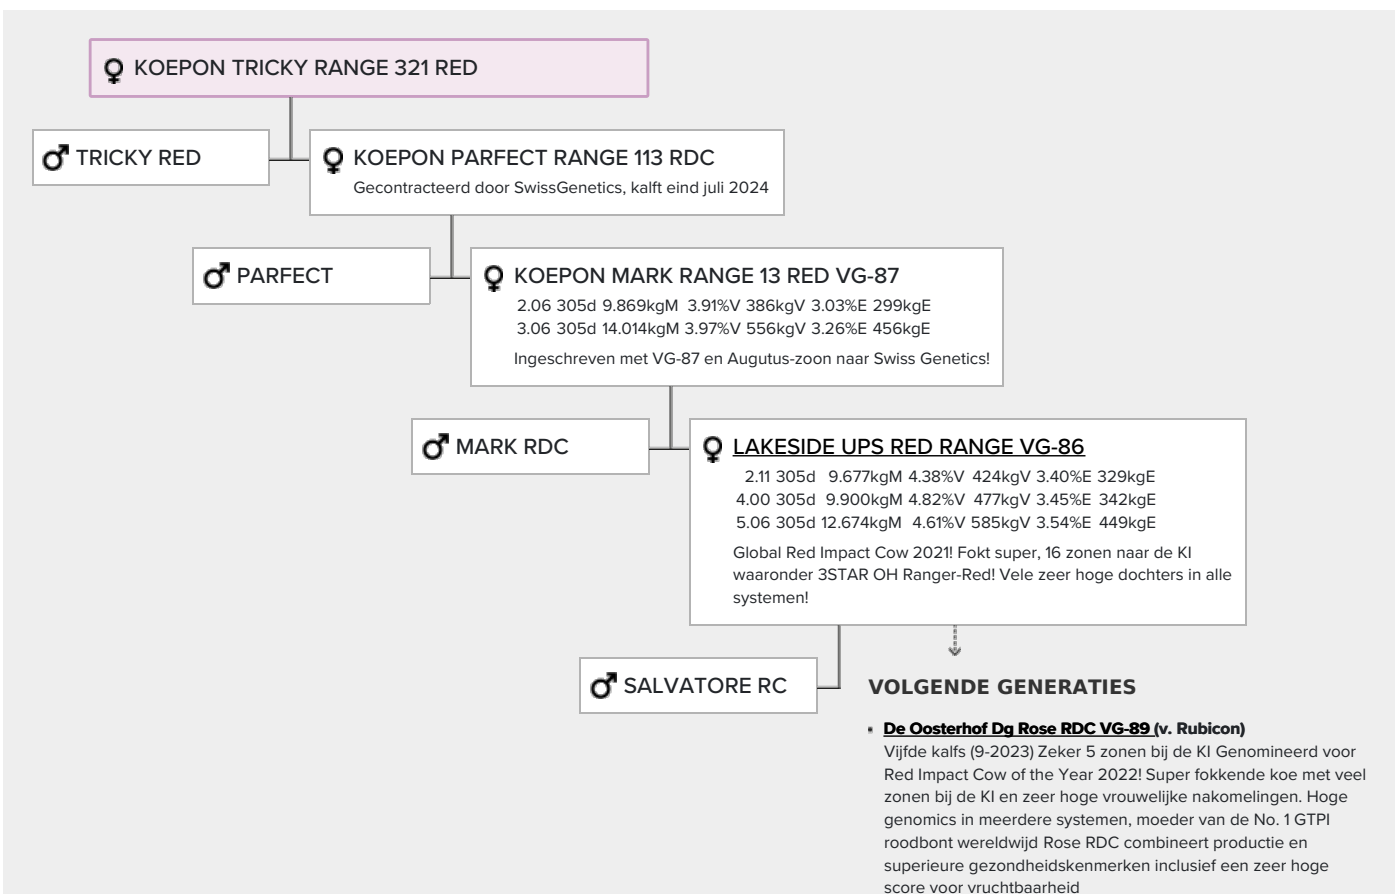 KOEPON TRICKY RANGE 321 RED
TRICKY RED
KOEPON PARFECT RANGE 113 RDC
Gecontracteerd door SwissGenetics, kalft eind juli 2024
PARFECT
KOEPON MARK RANGE 13 RED VG-87
2.06 305d 9.869kgM 3.91%V 386kgV 3.03%E 299kgE
3.06 305d 14.014kgM 3.97%V 556kgV 3.26%E 456kgE
Ingeschreven met VG-87 en Augutus-zoon naar Swiss Genetics!
MARK RDC
LAKESIDE UPS RED RANGE VG-86
2.11 305d 9.677kgM 4.38%V 424kgV 3.40%E 329kgE
4.00 305d 9.900kgM 4.82%V 477kgV 3.45%E 342kgE
5.06 305d 12.674kgM 4.61%V 585kgV 3.54%E 449kgE
Global Red Impact Cow 2021! Fokt super, 16 zonen naar de KI
waaronder 3STAR OH Ranger-Red! Vele zeer hoge dochters in alle
systemen!
SALVATORE RC
VOLGENDE GENERATIES
▪ De Oosterhof Dg Rose RDC VG-89 (v. Rubicon)
Vijfde kalfs (9-2023) Zeker 5 zonen bij de KI Genomineerd voor
Red Impact Cow of the Year 2022! Super fokkende koe met veel
zonen bij de KI en zeer hoge vrouwelijke nakomelingen. Hoge
genomics in meerdere systemen, moeder van de No. 1 GTPI
roodbont wereldwijd Rose RDC combineert productie en
superieure gezondheidskenmerken inclusief een zeer hoge
score voor vruchtbaarheid